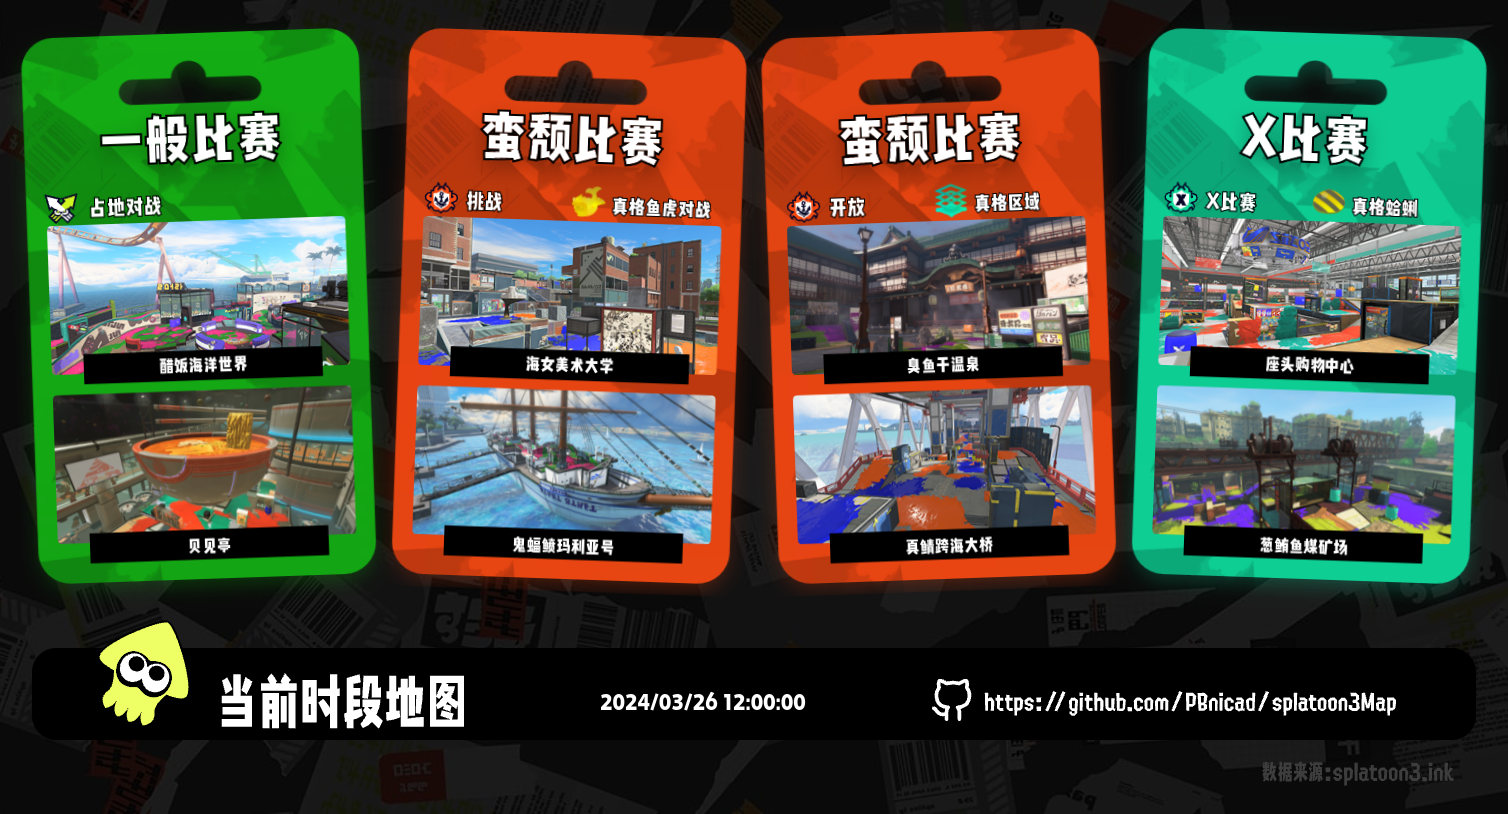 一般比赛
占地对战
醋饭海洋世界
贝见亭
蛮颓比赛
挑战
真格鱼虎对战
海女美术大学
鬼蝠鲼玛利亚号
蛮颓比赛
开放
真格区域
臭鱼干温泉
真鲭跨海大桥
X比赛
X比赛
真格蛤蜊
座头购物中心
葱鲔鱼煤矿场
当前时段地图
2024/03/26 12:00:00
https://github.com/PBnicad/splatoon3Map
数据来源:splatoon3.ink